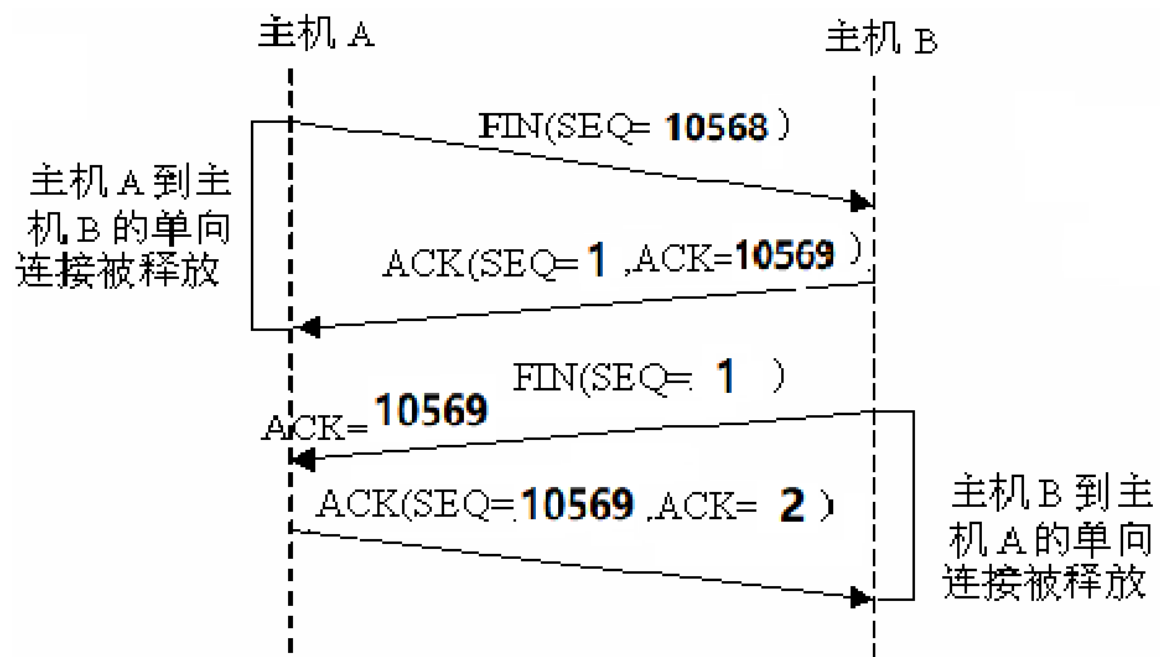 主机 A
主机 B
FIN(SEQ= 10568 )
主机 A 到主
机 B 的单向
连接被释放
ACK(SEQ= 1 ,ACK=10569 )
FIN(SEQ= 1 )
ACK= 10569
ACK(SEQ=10569 ,ACK= 2 )
主机 B 到主
机 A 的单向
连接被释放